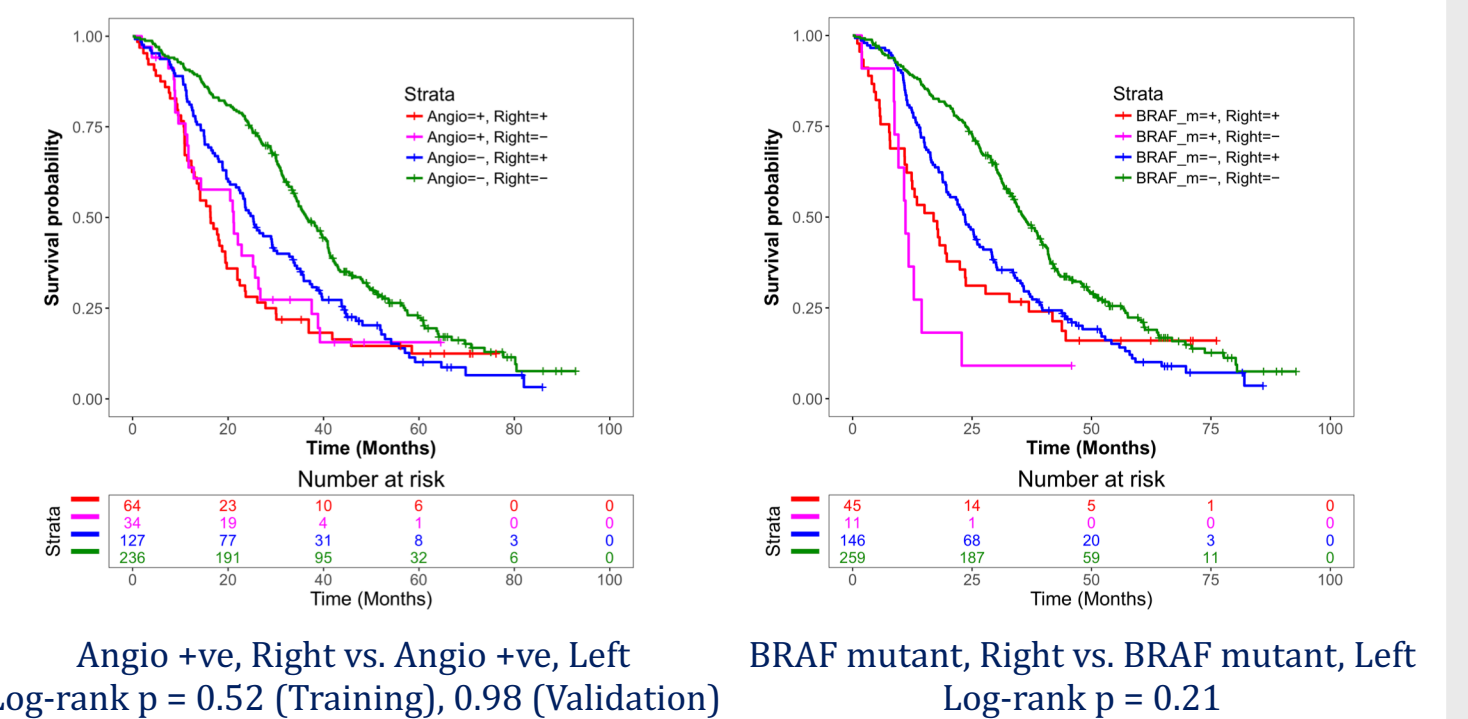 1.00
0.75
0.50
0.25
0.00
Survival probability
Strata
Angio=+, Right=+
Angio=+, Right=−
Angio=−, Right=+
Angio=−, Right=−
0 20 40 60 80 100
Time (Months)
Number at risk
Strata
64 23 10 6 0 0
34 19 4 1 0 0
127 77 31 8 3 0
236 191 95 32 6 0
0 20 40 60 80 100
Time (Months)
Angio +ve, Right vs. Angio +ve, Left
Log-rank p = 0.52 (Training), 0.98 (Validation)
1.00
0.75
0.50
0.25
0.00
Survival probability
Strata
BRAF_m=+, Right=+
BRAF_m=+, Right=−
BRAF_m=−, Right=+
BRAF_m=−, Right=−
0 25 50 75 100
Time (Months)
Number at risk
Strata
45 14 5 1 0
11 1 0 0 0
146 68 20 3 0
259 187 59 11 0
0 25 50 75 100
Time (Months)
BRAF mutant, Right vs. BRAF mutant, Left
Log-rank p = 0.21